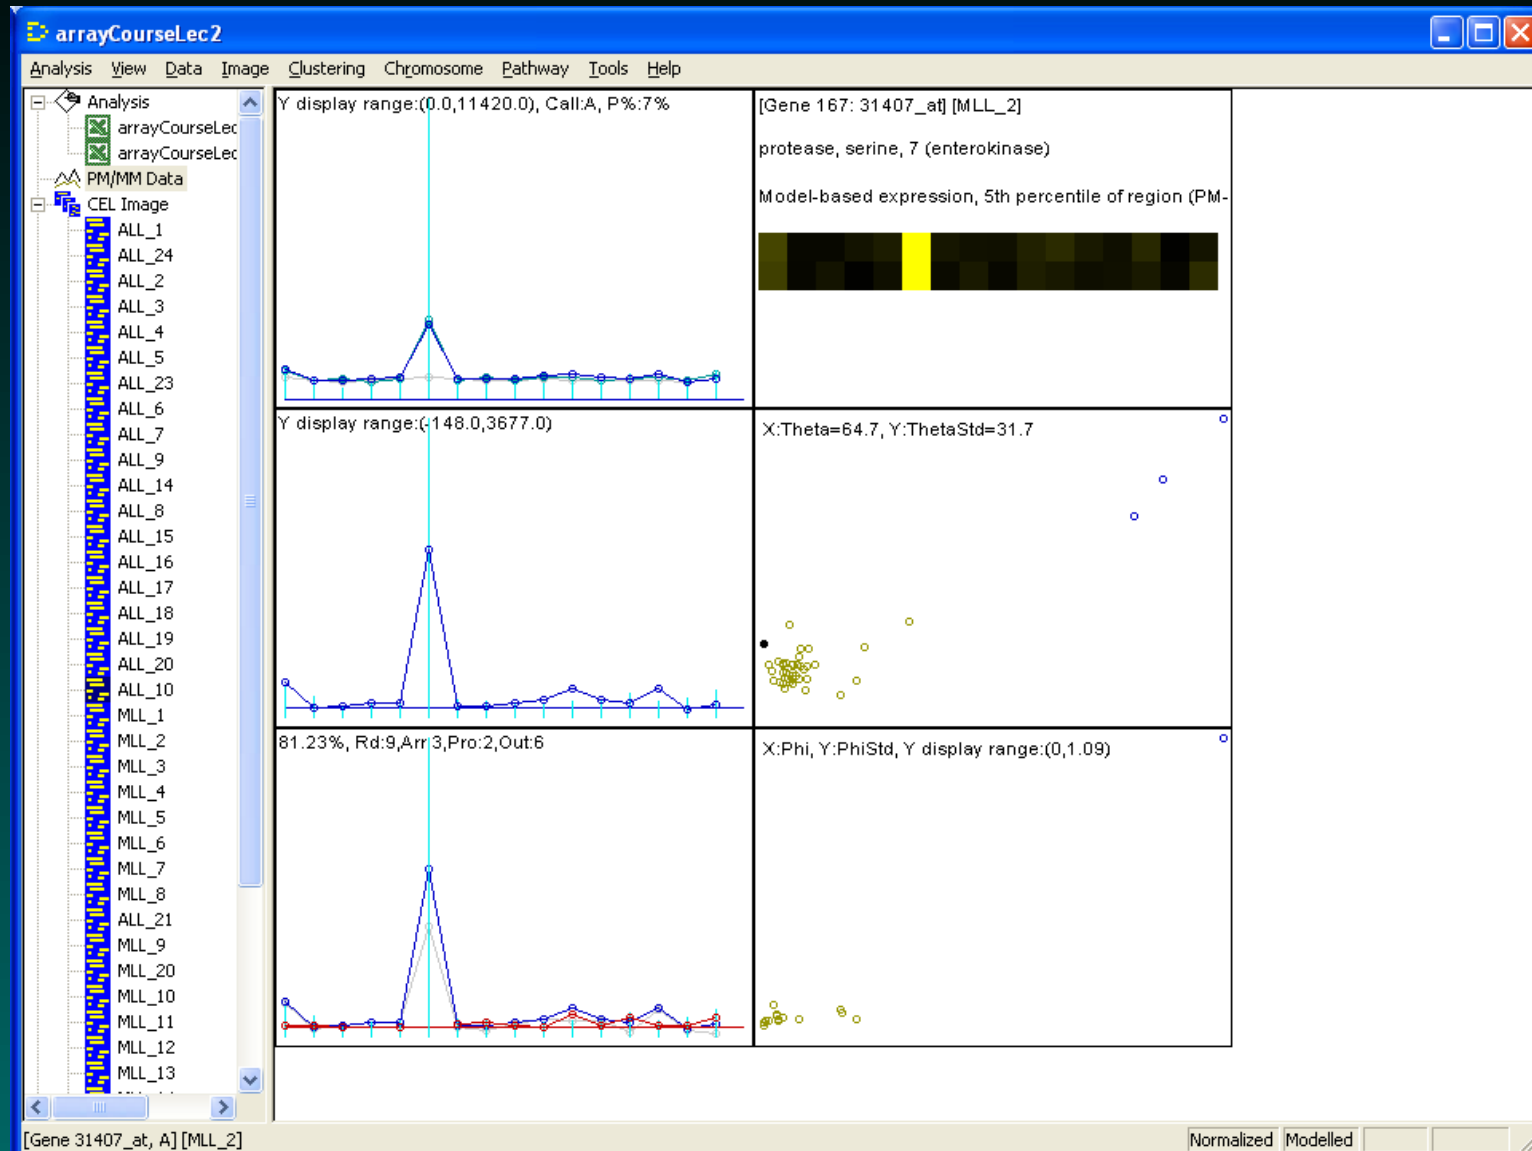 arrayCourseLec2
Analysis View Data Image Clustering Chromosome Pathway Tools Help
Analysis
arrayCourseLec
arrayCourseLec
PM/MM Data
CEL Image
ALL_1
ALL_24
ALL_2
ALL_3
ALL_4
ALL_5
ALL_23
ALL_6
ALL_7
ALL_9
ALL_14
ALL_8
ALL_15
ALL_16
ALL_17
ALL_18
ALL_19
ALL_20
ALL_10
MLL_1
MLL_2
MLL_3
MLL_4
MLL_5
MLL_6
MLL_7
MLL_8
ALL_21
MLL_9
MLL_20
MLL_10
MLL_11
MLL_12
MLL_13
Y display range:(0.0,11420.0), Call:A, P%:7%
[Gene 167: 31407_at] [MLL_2]
protease, serine, 7 (enterokinase)
Model-based expression, 5th percentile of region (PM-
Y display range:(-148.0,3677.0)
X:Theta=64.7, Y:ThetaStd=31.7
81.23%, Rd:9,Arr:3,Pro:2,Out:6
X:Phi, Y:PhiStd, Y display range:(0,1.09)
[Gene 31407_at, A] [MLL_2]
Normalized Modelled